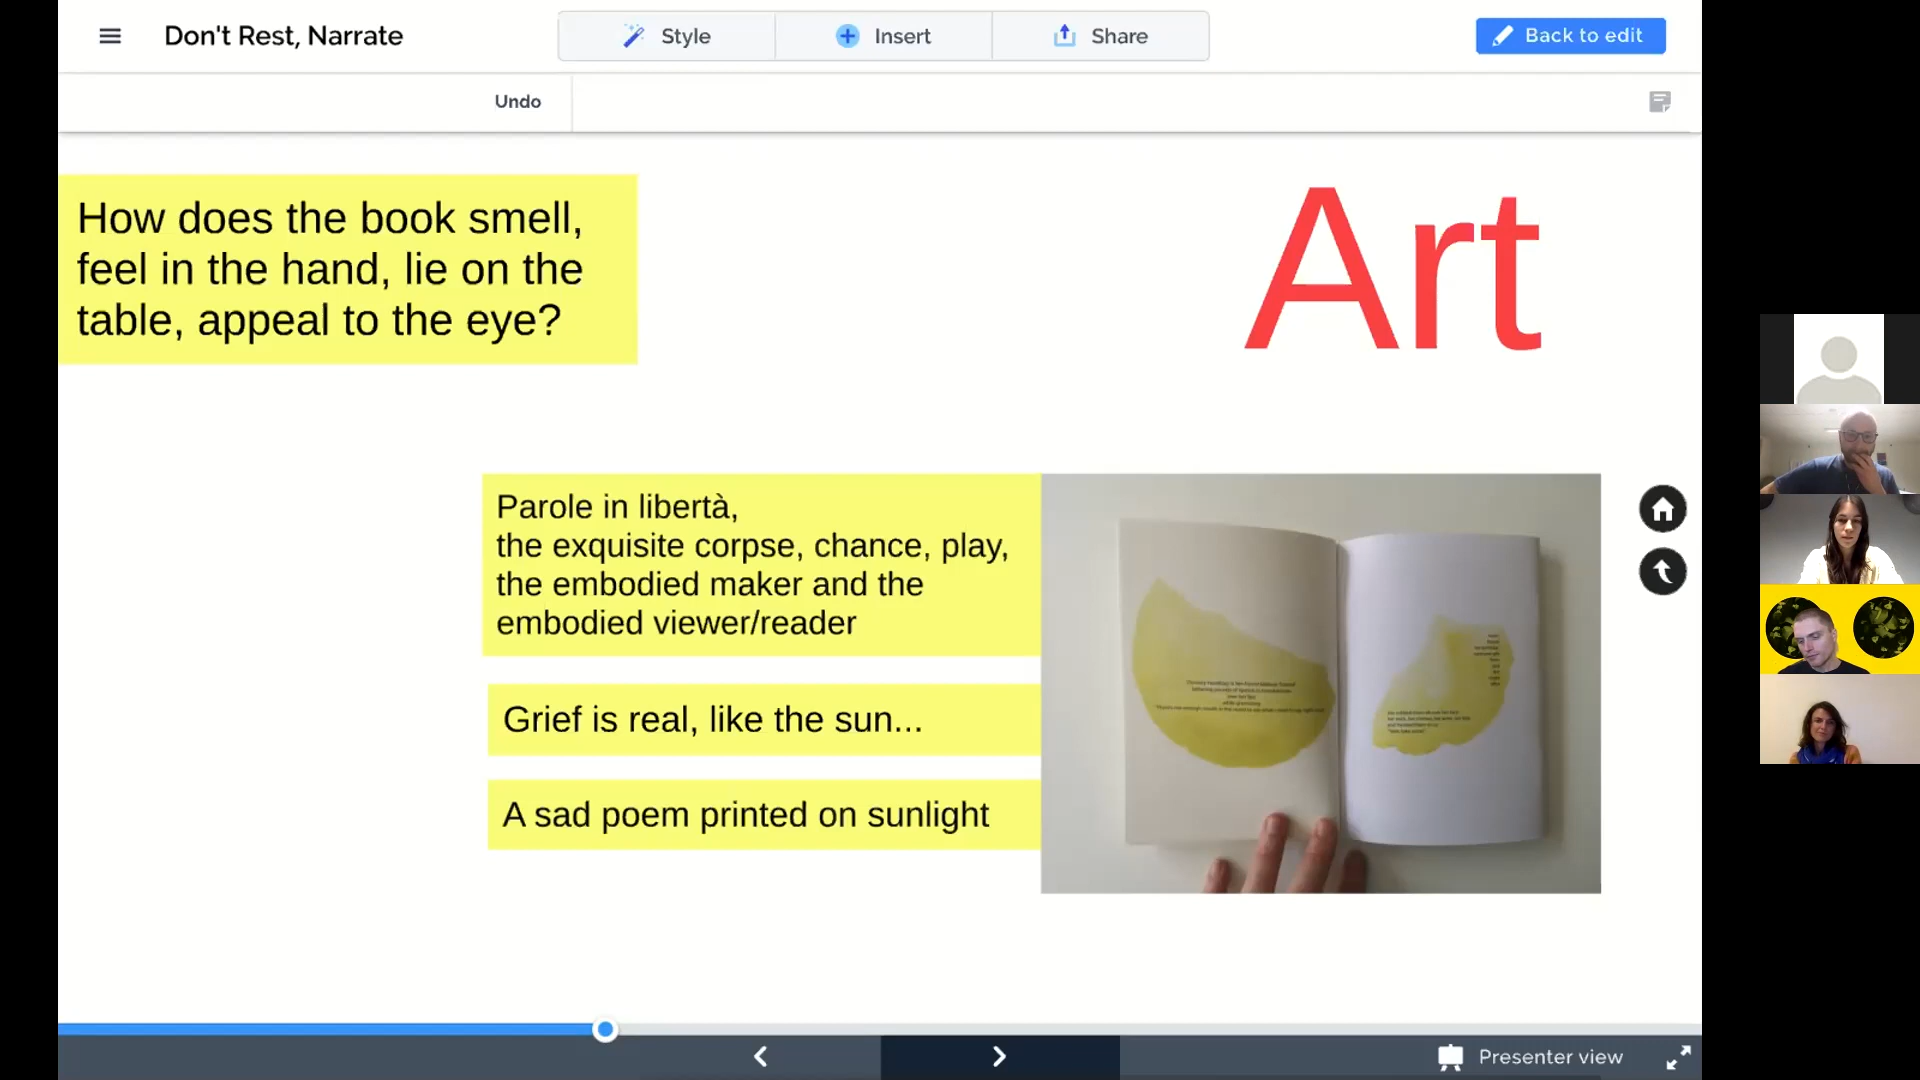 Don't Rest, Narrate
Style
Insert
Share
Back to edit
Undo
How does the book smell,
feel in the hand, lie on the
table, appeal to the eye?
Art
Parole in libertà,
the exquisite corpse, chance, play,
the embodied maker and the
embodied viewer/reader
Grief is real, like the sun...
A sad poem printed on sunlight
Presenter view